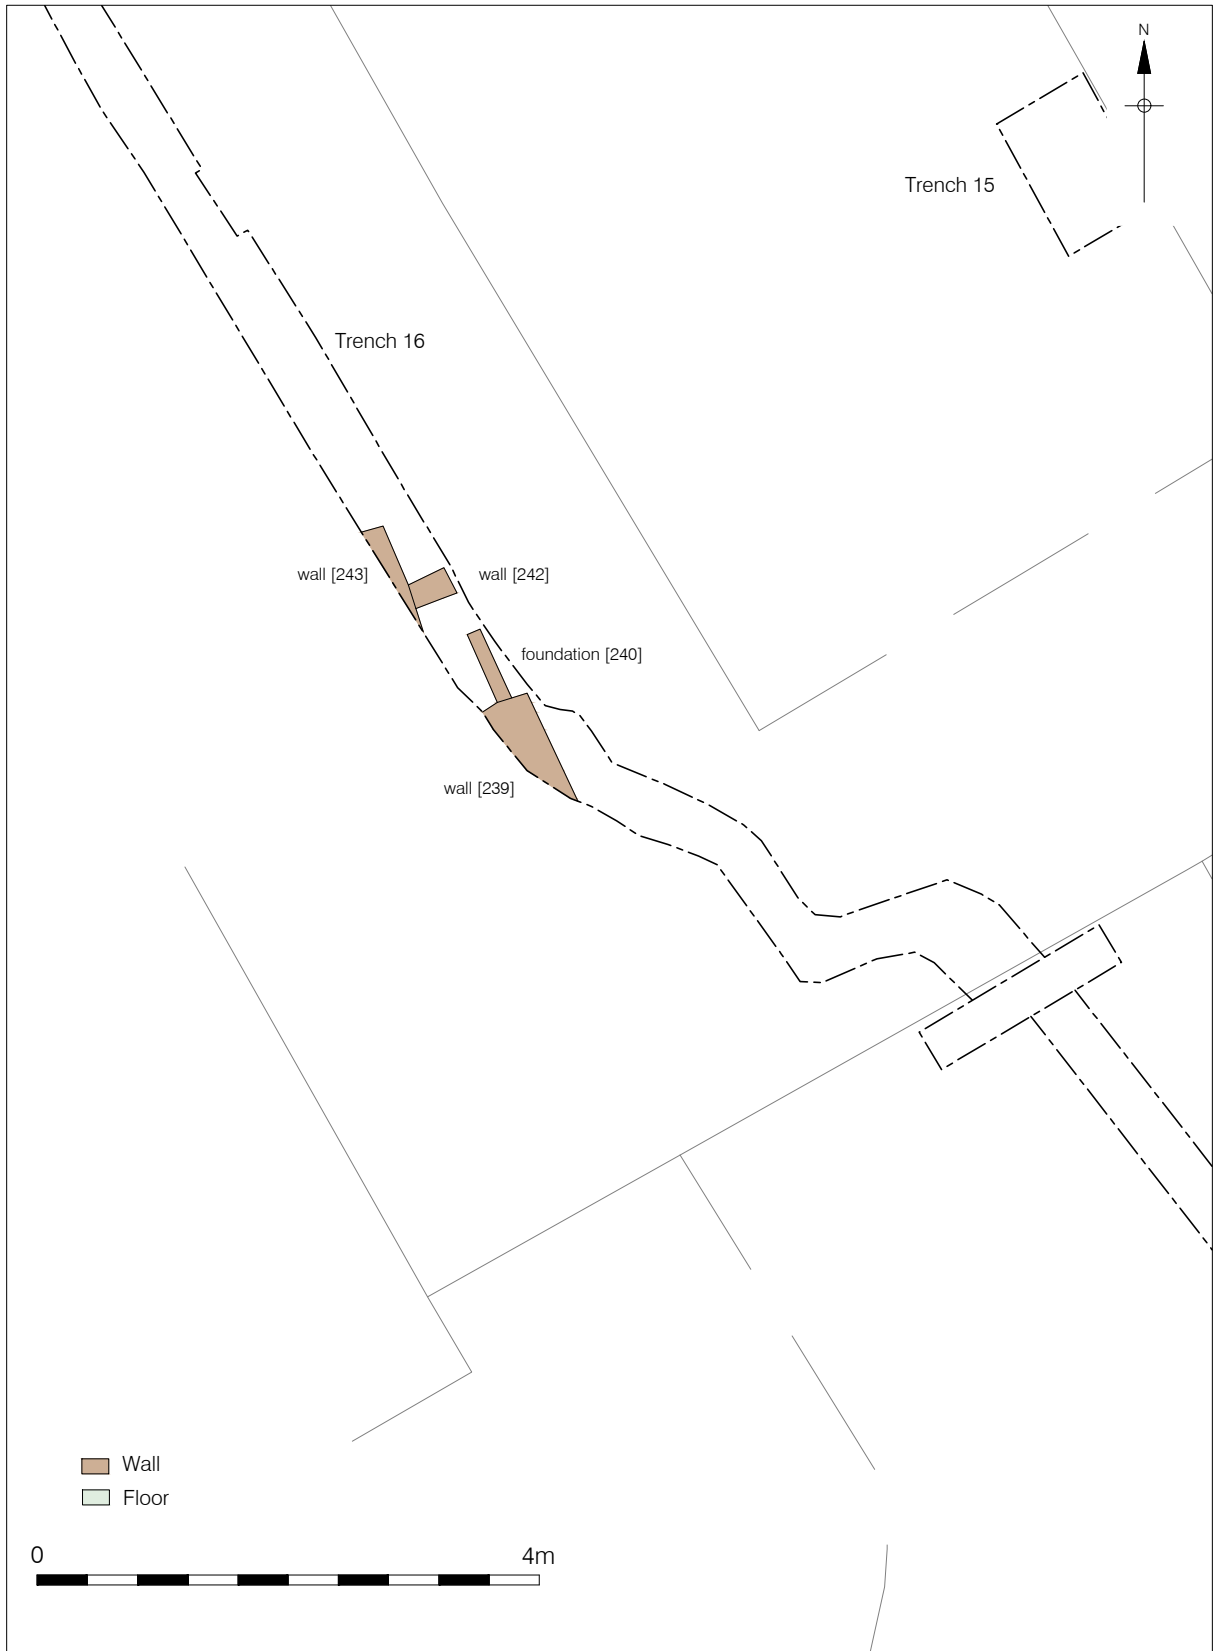 N
Trench 15
Trench 16
wall [243]
wall [242]
foundation [240]
wall [239]
Wall
Floor
0 4m